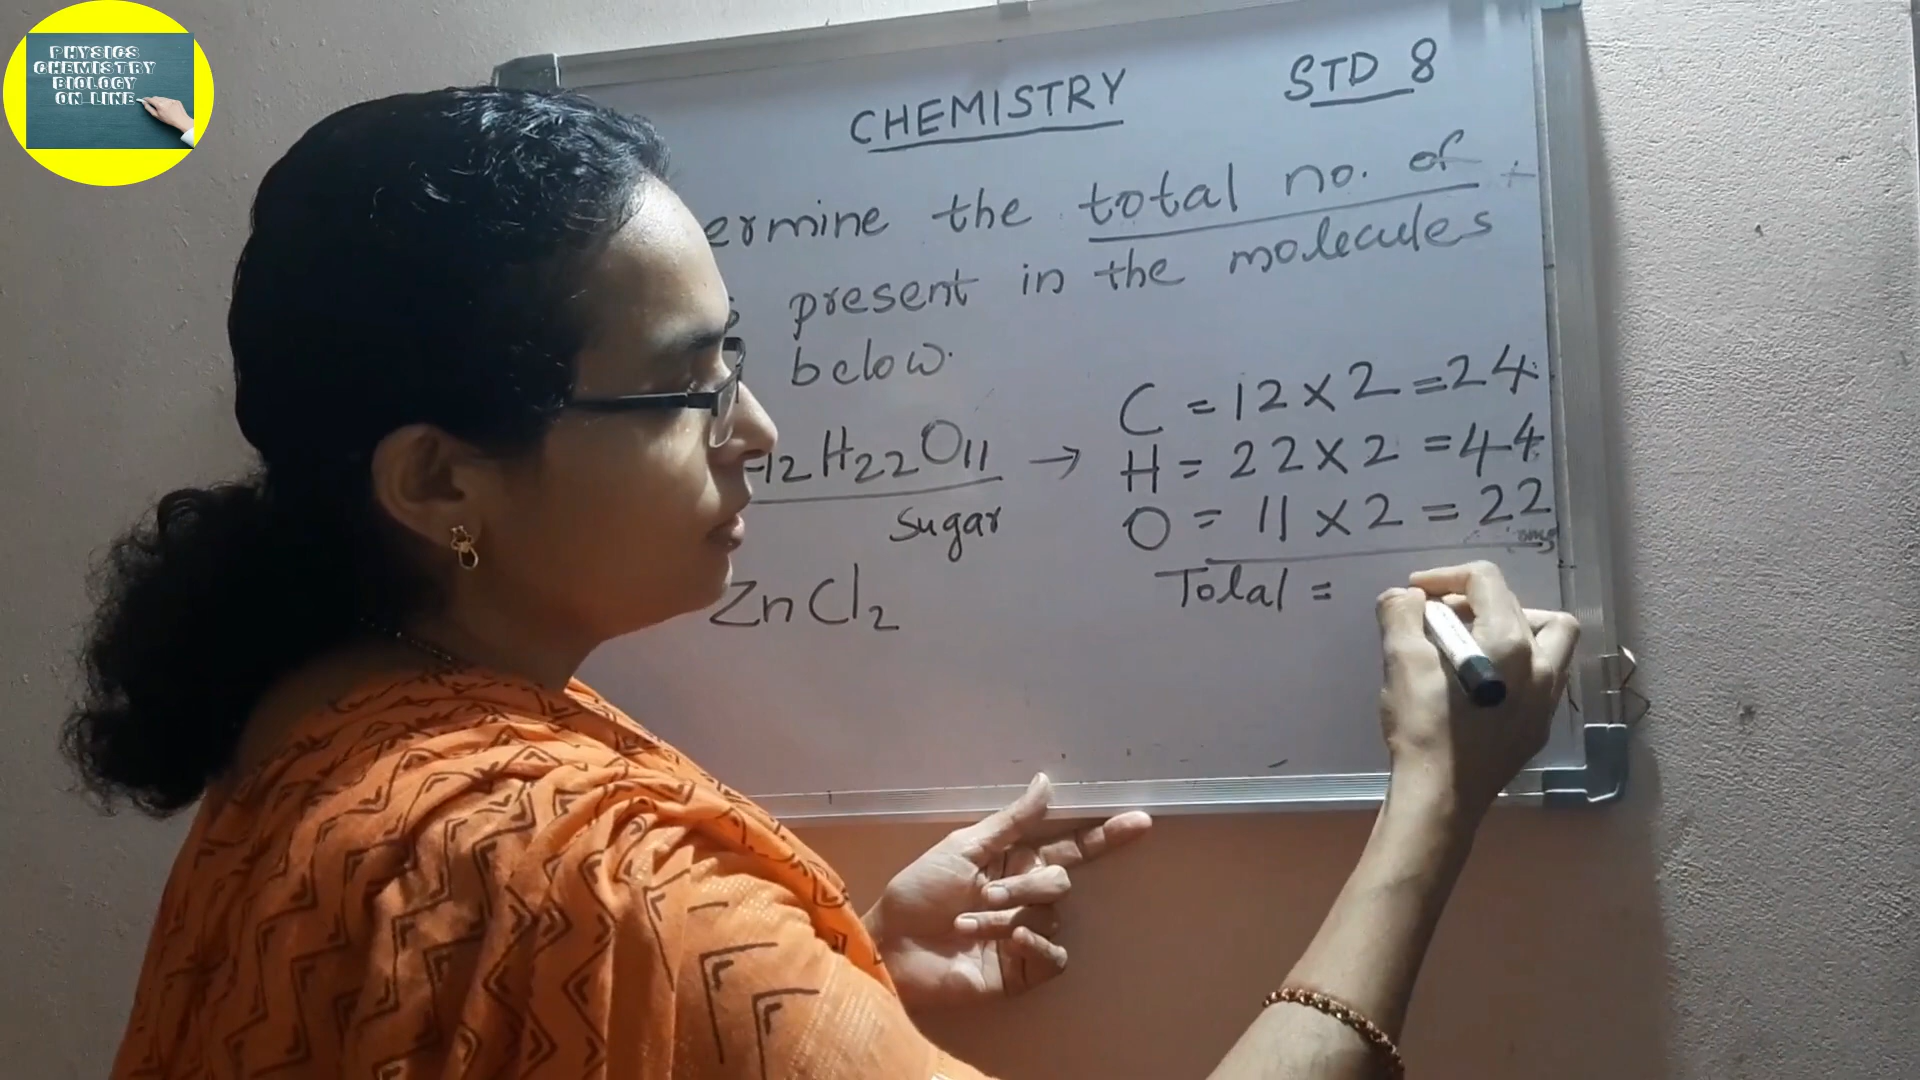 PHYSICS
CHEMISTRY
BIOLOGY
ON LINE
CHEMISTRY STD 8
ermine the total no. of
present in the molecules
below.
12H22O11 → C = 12 x 2 = 24
H = 22 x 2 = 44
Sugar O = 11 x 2 = 22
ZnCl2 Total =